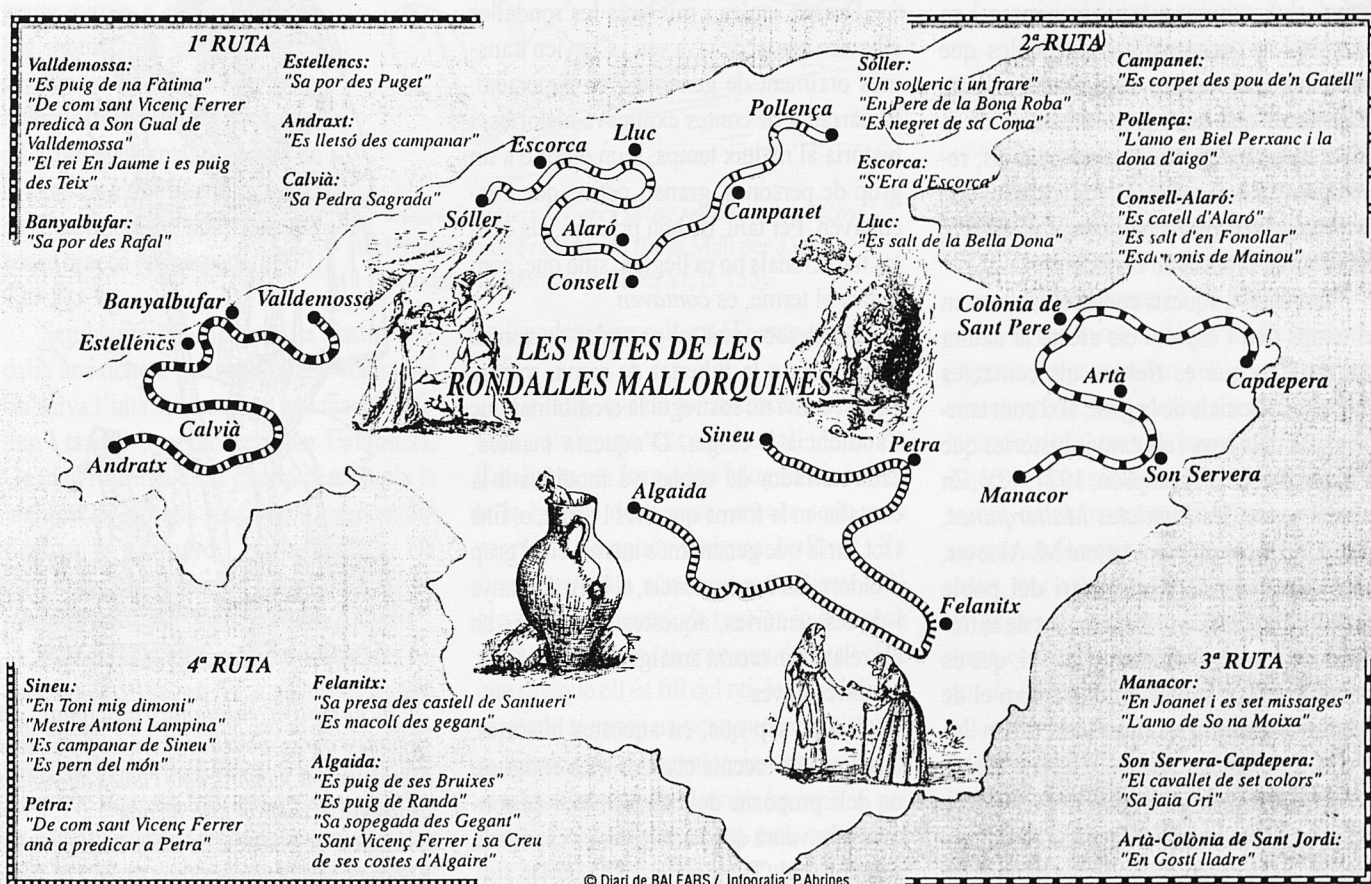 1ª RUTA
Valldemossa:
"Es puig de na Fàtima"
"De com sant Vicenç Ferrer
predicà a Son Gual de
Valldemossa"
"El rei En Jaume i es puig
des Teix"
Banyalbufar:
"Sa por des Rafal"
Estellencs:
"Sa por des Puget"
Andraxt:
"Es lletsó des campanar"
Calvià:
"Sa Pedra Sagrada"
2ª RUTA
Sóller:
"Un solleric i un frare"
"En Pere de la Bona Roba"
"Es negret de sa Coma"
Escorca:
"S'Era d'Escorca"
Lluc:
"Es salt de la Bella Dona"
Campanet:
"Es corpet des pou de'n Gatell"
Pollença:
"L'amo en Biel Perxanc i la
dona d'aigo"
Consell-Alaró:
"Es catell d'Alaró"
"Es salt d'en Fonollar"
"Es dimonis de Mainou"
Pollença
Lluc
Escorca
Sóller
Campanet
Alaró
Consell
Banyalbufar
Valldemossa
Estellencs
Calvià
Andratx
LES RUTES DE LES
RONDALLES MALLORQUINES
Colònia de
Sant Pere
Artà
Capdepera
Son Servera
Manacor
Sineu
Petra
Algaida
Felanitx
4ª RUTA
Sineu:
"En Toni mig dimoni"
"Mestre Antoni Lampina"
"Es campanar de Sineu"
"Es pern del món"
Petra:
"De com sant Vicenç Ferrer
anà a predicar a Petra"
Felanitx:
"Sa presa des castell de Santueri"
"Es macolí des gegant"
Algaida:
"Es puig de ses Bruixes"
"Es puig de Randa"
"Sa sopegada des Gegant"
"Sant Vicenç Ferrer i sa Creu
de ses costes d'Algaire"
3ª RUTA
Manacor:
"En Joanet i es set missatges"
"L'amo de So na Moixa"
Son Servera-Capdepera:
"El cavallet de set colors"
"Sa jaia Gri"
Artà-Colònia de Sant Jordi:
"En Gostí lladre"
© Diari de BALEARS / Infografia: P. Abrines